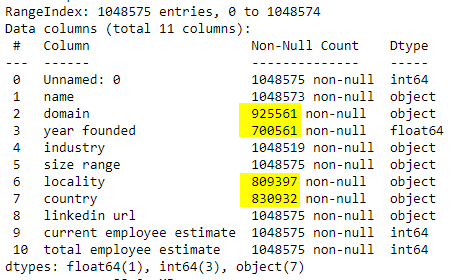 RangeIndex: 1048575 entries, 0 to 1048574
Data columns (total 11 columns):
 #   Column                     Non-Null Count    Dtype
---  ------                     --------------    -----
 0   Unnamed: 0                 1048575 non-null  int64
 1   name                       1048573 non-null  object
 2   domain                     925561 non-null   object
 3   year founded               700561 non-null   float64
 4   industry                   1048519 non-null  object
 5   size range                 1048575 non-null  object
 6   locality                   809397 non-null   object
 7   country                    830932 non-null   object
 8   linkedin url               1048575 non-null  object
 9   current employee estimate  1048575 non-null  int64
 10  total employee estimate    1048575 non-null  int64
dtypes: float64(1), int64(3), object(7)